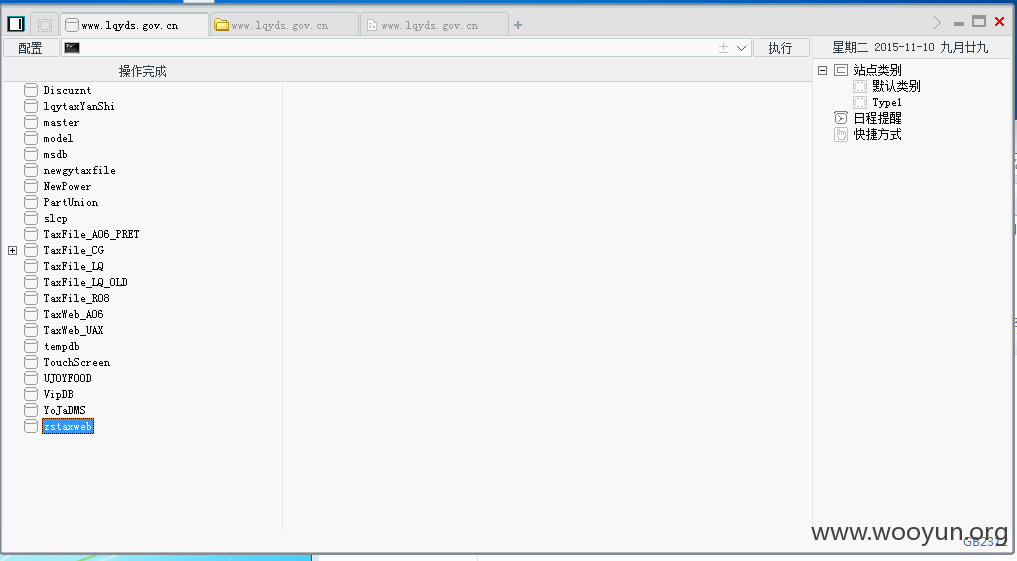 www.lqyds.gov.cn
www.lqyds.gov.cn
www.lqyds.gov.cn
配置
执行
星期二 2015-11-10 九月廿九
操作完成
Discuznt
lqytaxYanShi
master
model
msdb
newgytaxfile
NewPower
PartUnion
slcp
TaxFile_A06_PRET
TaxFile_CG
TaxFile_LQ
TaxFile_LQ_OLD
TaxFile_R08
TaxWeb_A06
TaxWeb_UAX
tempdb
TouchScreen
UJOYFOOD
VipDB
YoJaDMS
zstaxweb
站点类别
默认类别
Type1
日程提醒
快捷方式
www.wooyun.org
GB2312